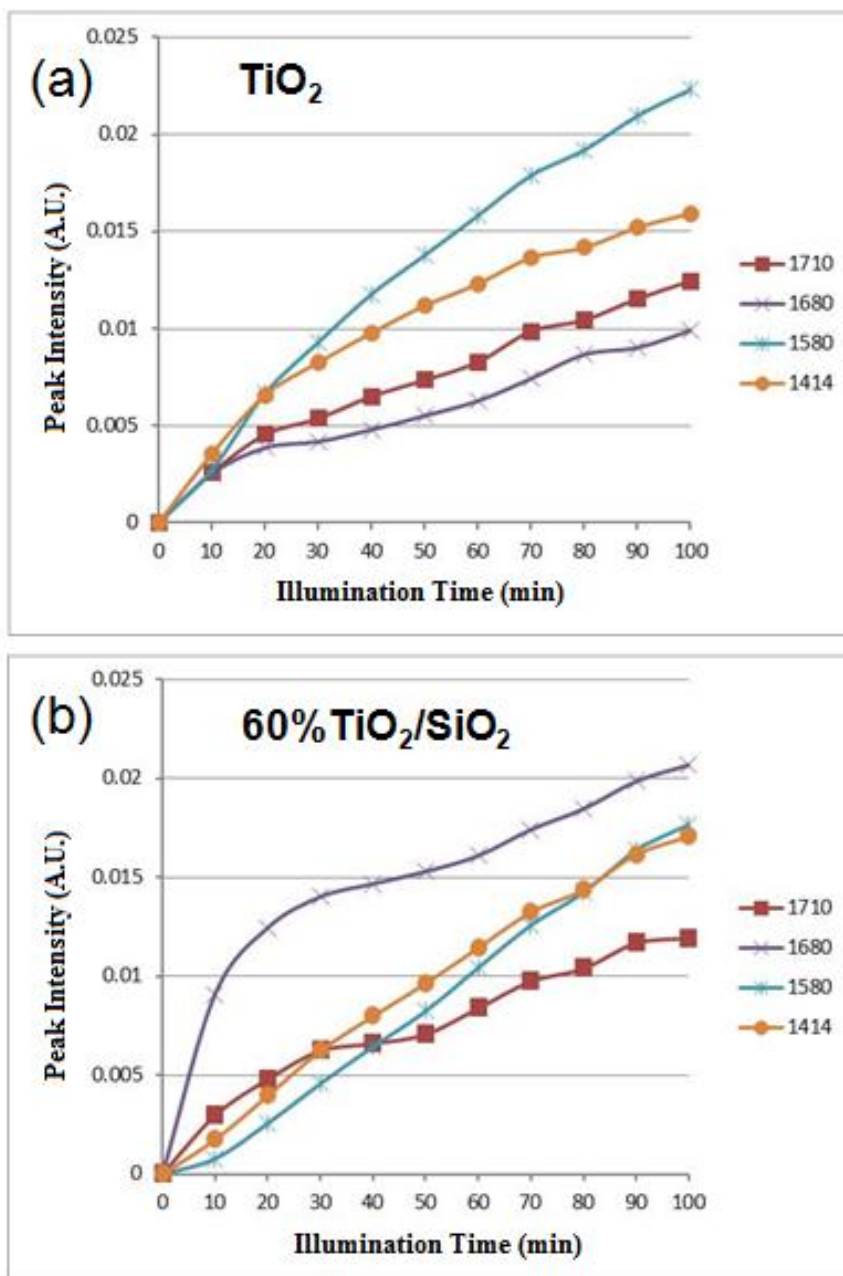 (a) TiO₂
0.025
0.02
0.015
0.01
0.005
0
Peak Intensity (A.U.)
0 10 20 30 40 50 60 70 80 90 100
Illumination Time (min)
1710
1680
1580
1414
(b) 60% TiO₂/SiO₂
0.025
0.02
0.015
0.01
0.005
0
Peak Intensity (A.U.)
0 10 20 30 40 50 60 70 80 90 100
Illumination Time (min)
1710
1680
1580
1414